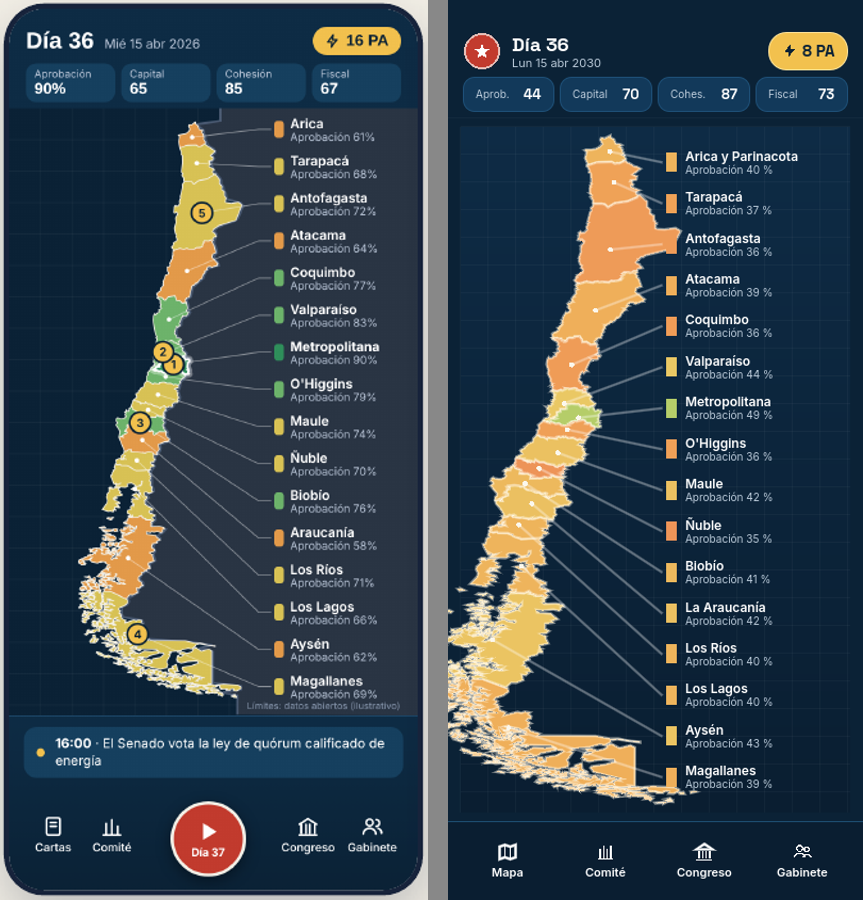 Día 36 Mié 15 abr 2026
16 PA
Aprobación
90%
Capital
65
Cohesión
85
Fiscal
67
Arica
Aprobación 61%
Tarapacá
Aprobación 68%
Antofagasta
Aprobación 72%
Atacama
Aprobación 64%
Coquimbo
Aprobación 77%
Valparaíso
Aprobación 83%
Metropolitana
Aprobación 90%
O'Higgins
Aprobación 79%
Maule
Aprobación 74%
Ñuble
Aprobación 70%
Biobío
Aprobación 76%
Araucanía
Aprobación 58%
Los Ríos
Aprobación 71%
Los Lagos
Aprobación 66%
Aysén
Aprobación 62%
Magallanes
Aprobación 69%
5
2
1
3
4
Límites: datos abiertos (ilustrativo)
16:00 · El Senado vota la ley de quórum calificado de
energía
Cartas
Comité
Día 37
Congreso
Gabinete
Día 36
Lun 15 abr 2030
8 PA
Aprob. 44
Capital 70
Cohes. 87
Fiscal 73
Arica y Parinacota
Aprobación 40 %
Tarapacá
Aprobación 37 %
Antofagasta
Aprobación 36 %
Atacama
Aprobación 39 %
Coquimbo
Aprobación 36 %
Valparaíso
Aprobación 44 %
Metropolitana
Aprobación 49 %
O'Higgins
Aprobación 36 %
Maule
Aprobación 42 %
Ñuble
Aprobación 35 %
Biobío
Aprobación 41 %
La Araucanía
Aprobación 42 %
Los Ríos
Aprobación 40 %
Los Lagos
Aprobación 40 %
Aysén
Aprobación 43 %
Magallanes
Aprobación 39 %
Mapa
Comité
Congreso
Gabinete